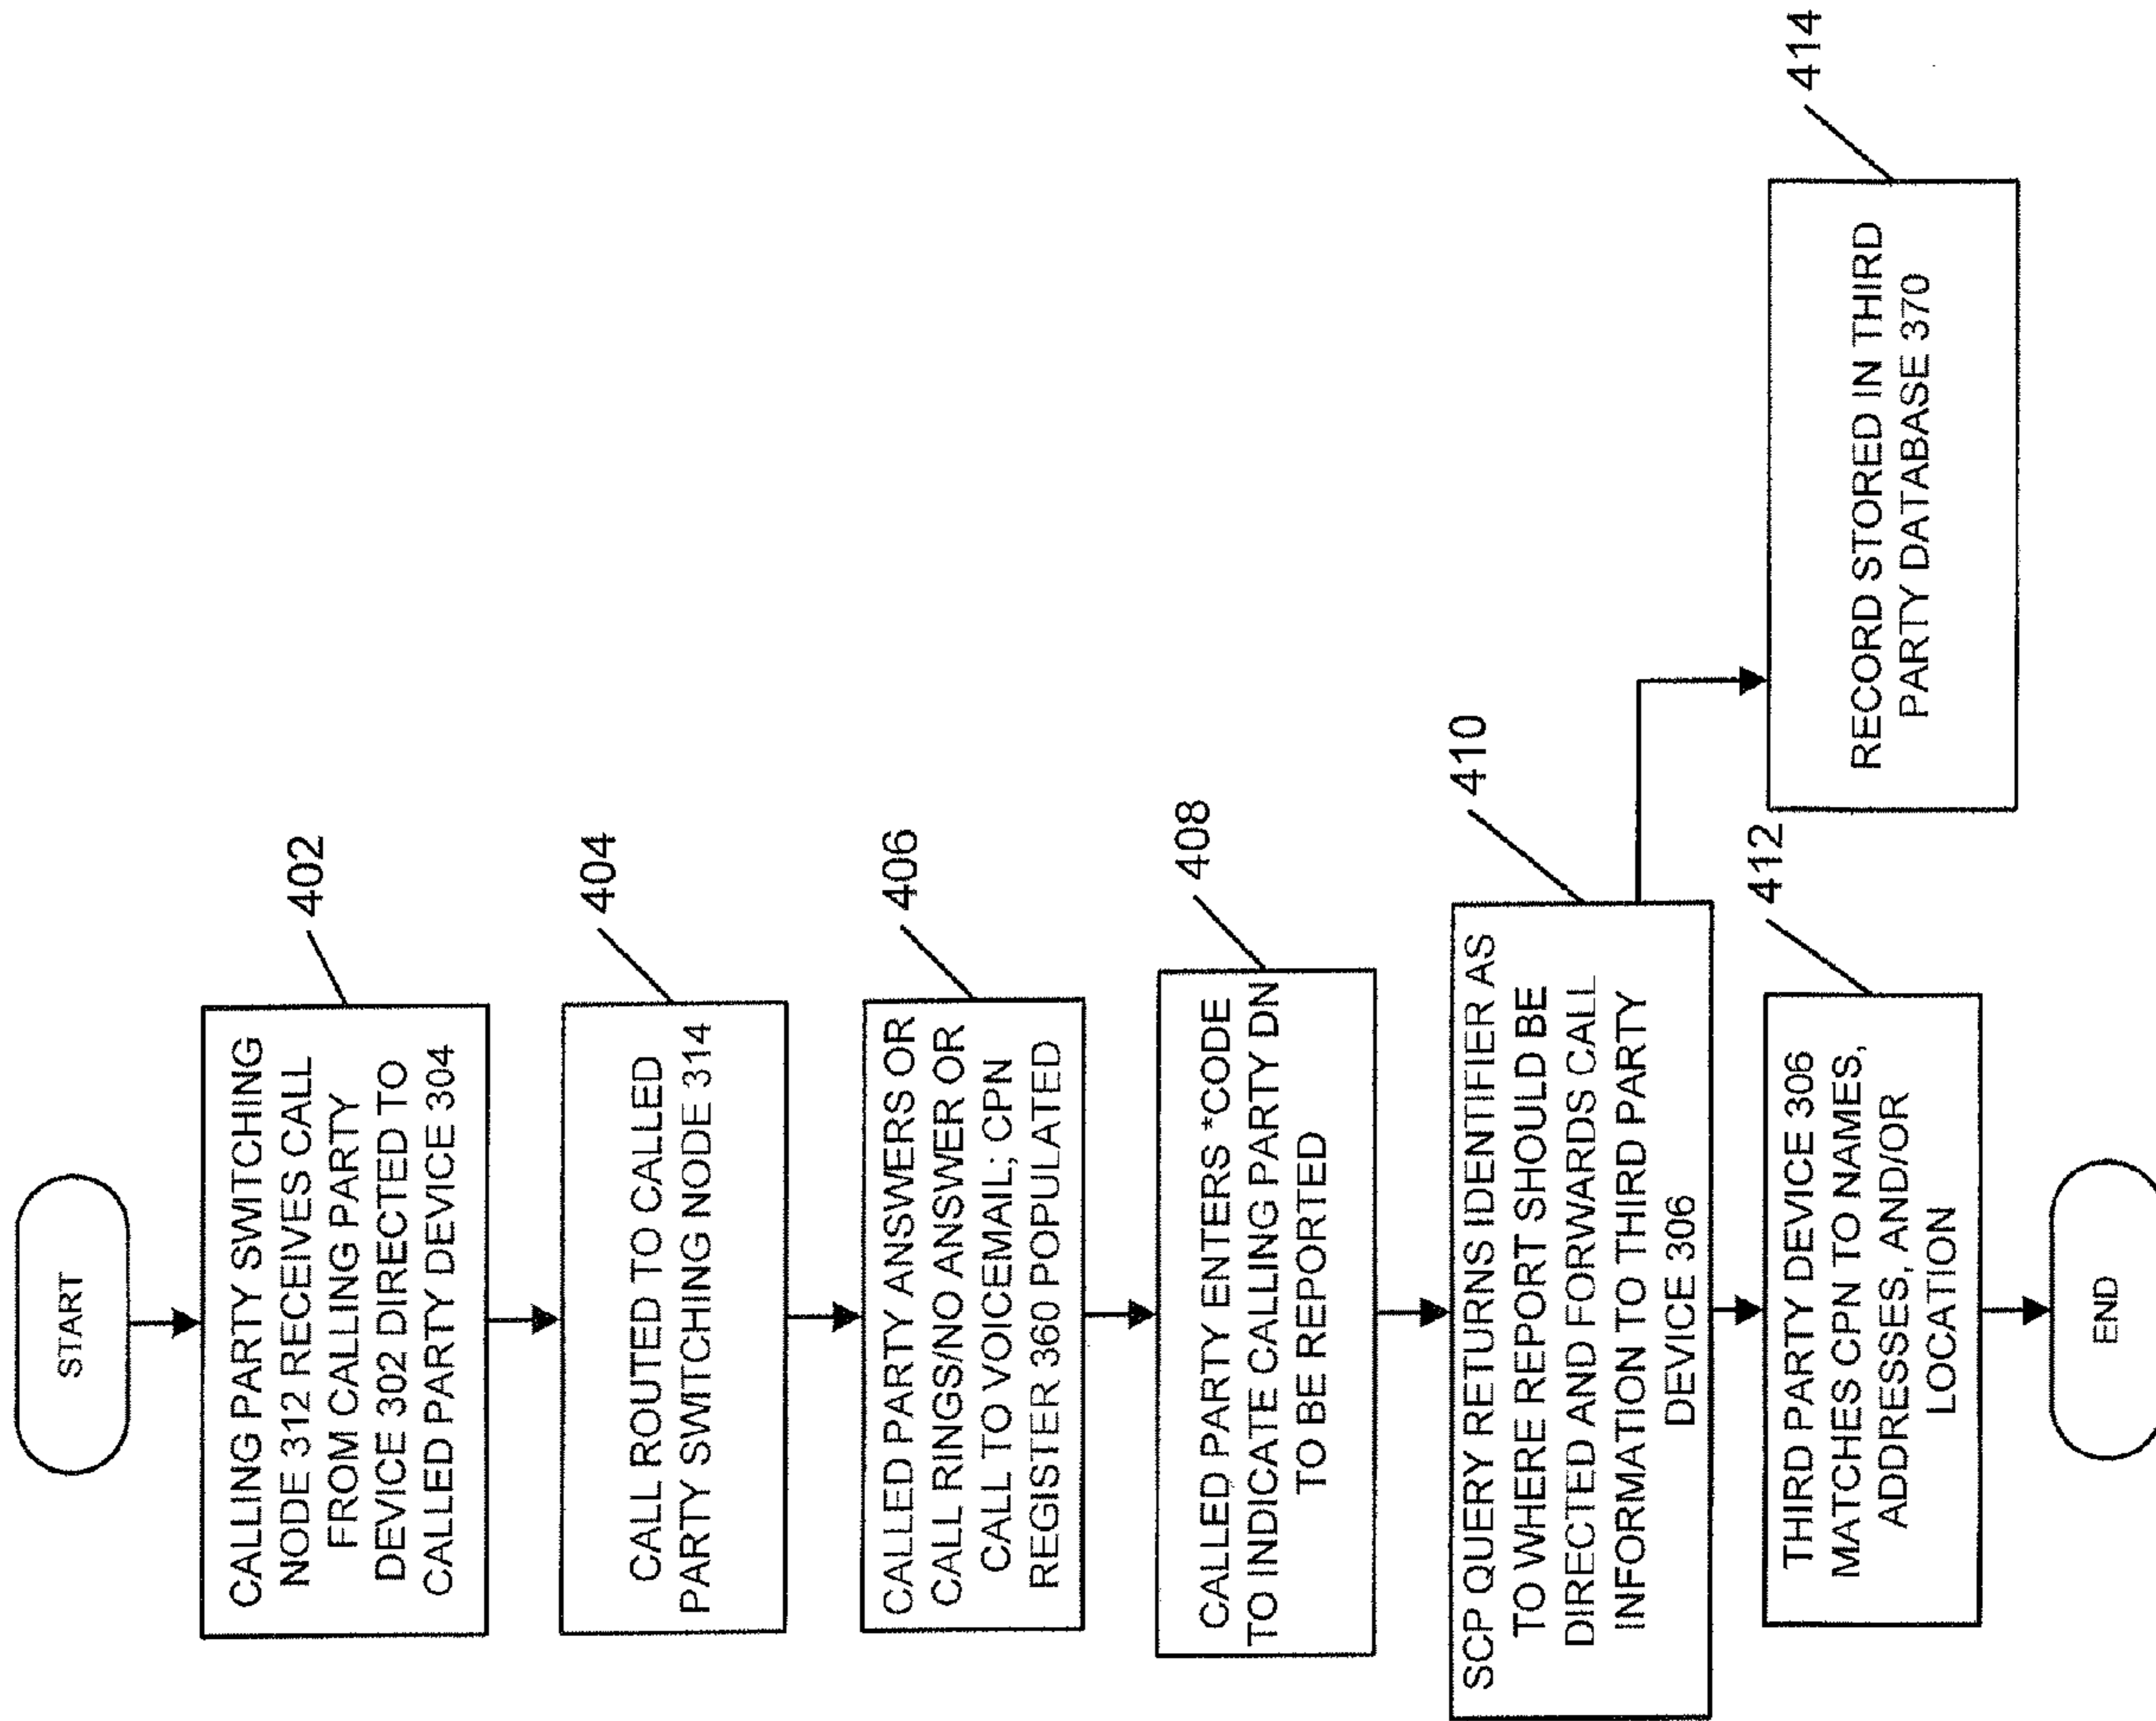 START
CALLING PARTY SWITCHING
NODE 312 RECEIVES CALL
FROM CALLING PARTY
DEVICE 302 DIRECTED TO
CALLED PARTY DEVICE 304
402
CALL ROUTED TO CALLED
PARTY SWITCHING NODE 314
404
CALLED PARTY ANSWERS OR
CALL RINGS/NO ANSWER OR
CALL TO VOICEMAIL; CPN
REGISTER 360 POPULATED
406
CALLED PARTY ENTERS *CODE
TO INDICATE CALLING PARTY DN
TO BE REPORTED
408
SCP QUERY RETURNS IDENTIFIER AS
TO WHERE REPORT SHOULD BE
DIRECTED AND FORWARDS CALL
INFORMATION TO THIRD PARTY
DEVICE 306
410
THIRD PARTY DEVICE 306
MATCHES CPN TO NAMES,
ADDRESSES, AND/OR
LOCATION
412
RECORD STORED IN THIRD
PARTY DATABASE 370
414
END